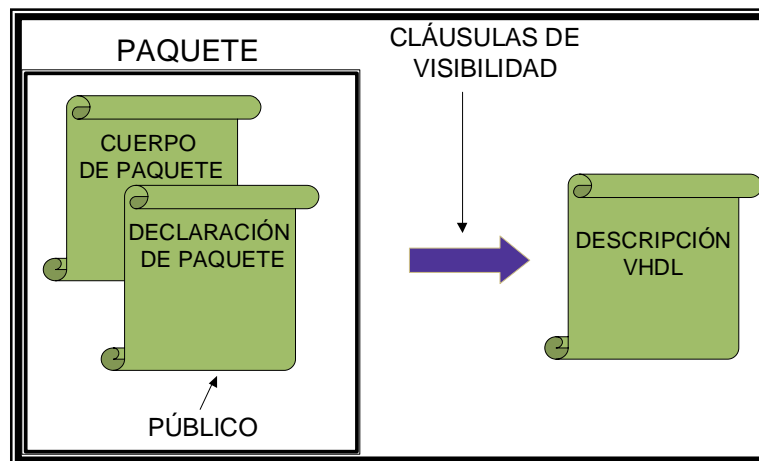 PAQUETE
CLÁUSULAS DE
VISIBILIDAD
CUERPO
DE PAQUETE
DECLARACIÓN
DE PAQUETE
DESCRIPCIÓN
VHDL
PÚBLICO